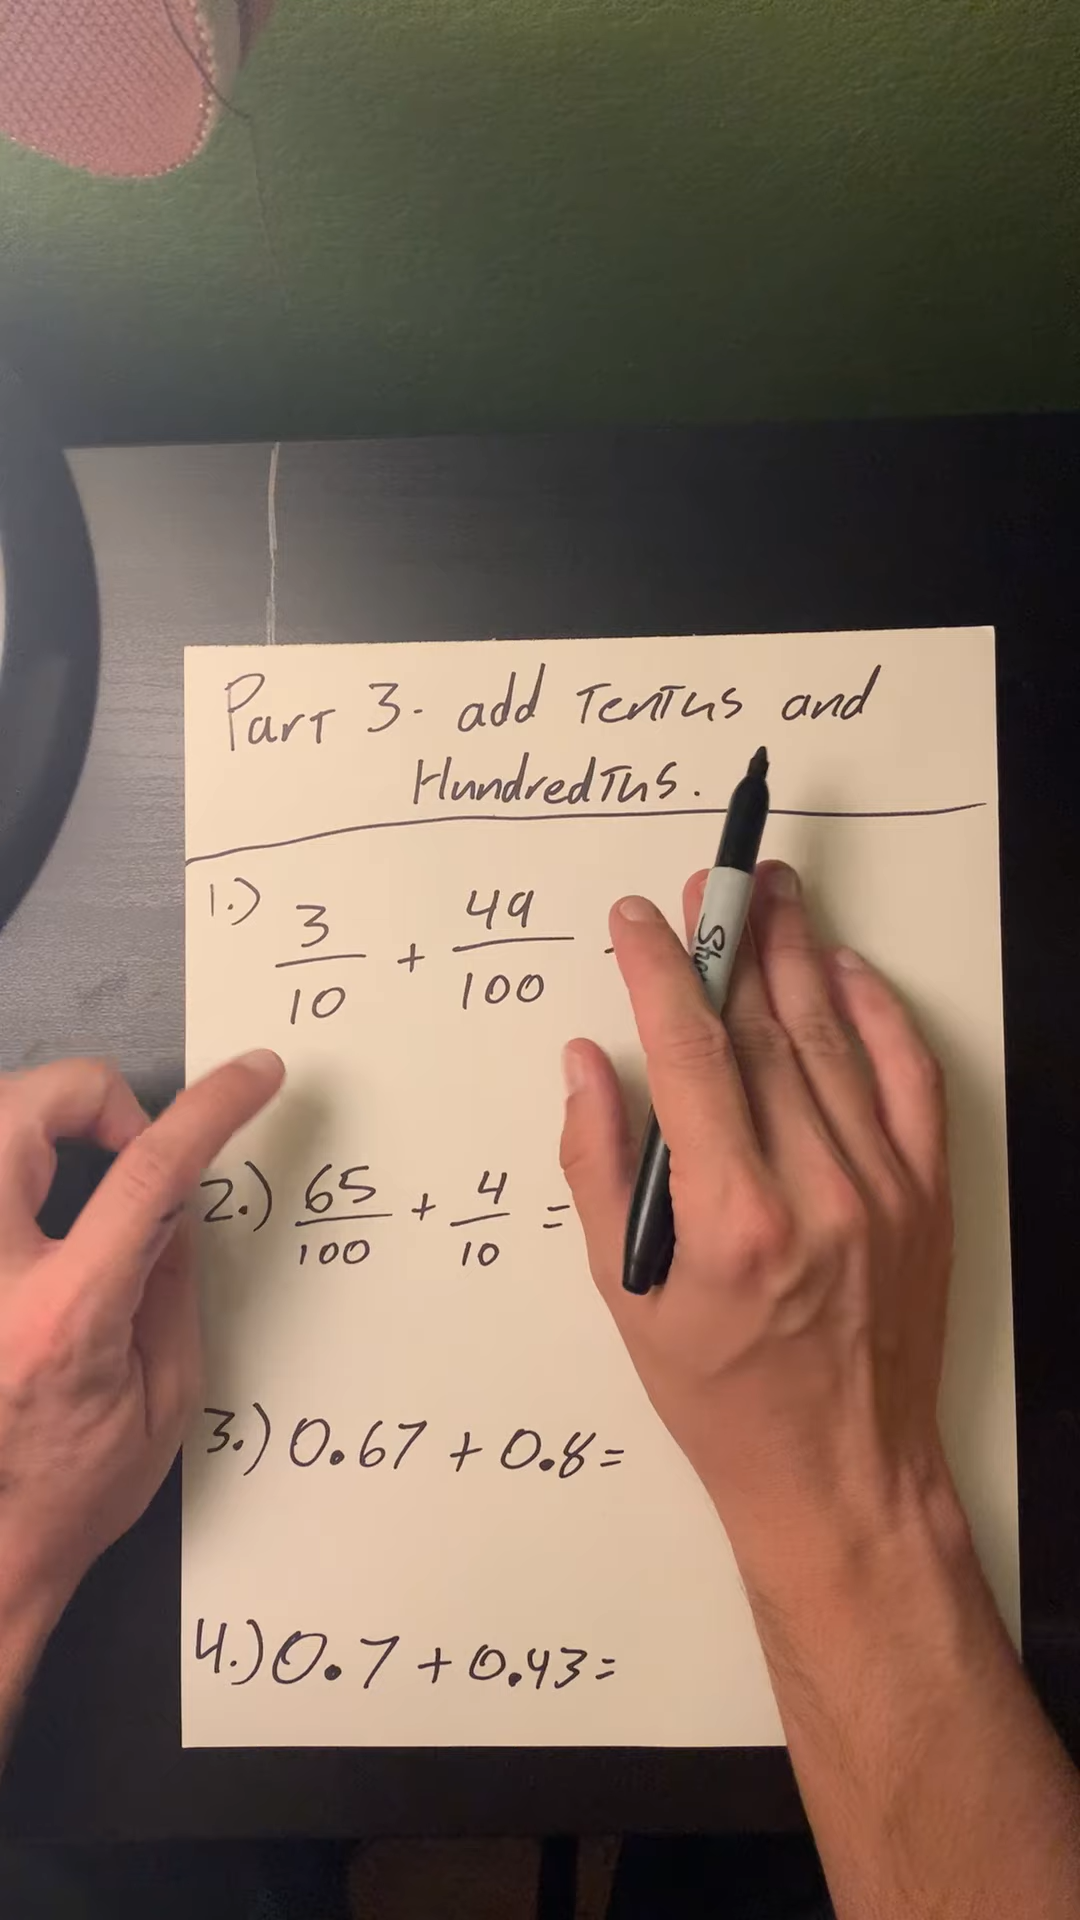 Part 3. add Tenths and
Hundredths.
1.) 3/10 + 49/100
2.) 65/100 + 4/10 =
3.) 0.67 + 0.8=
4.) 0.7 + 0.43=